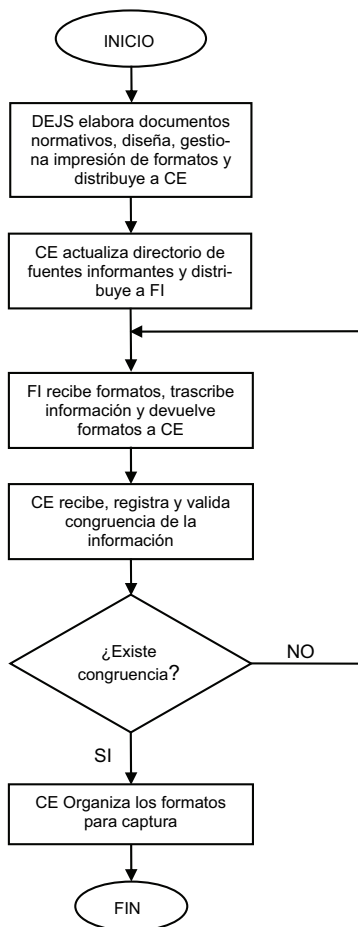 INICIO
DEJS elabora documentos
normativos, diseña, gestio-
na impresión de formatos y
distribuye a CE
CE actualiza directorio de
fuentes informantes y distri-
buye a FI
FI recibe formatos, trascribe
información y devuelve
formatos a CE
CE recibe, registra y valida
congruencia de la
información
¿Existe
congruencia?
NO
SI
CE Organiza los formatos
para captura
FIN